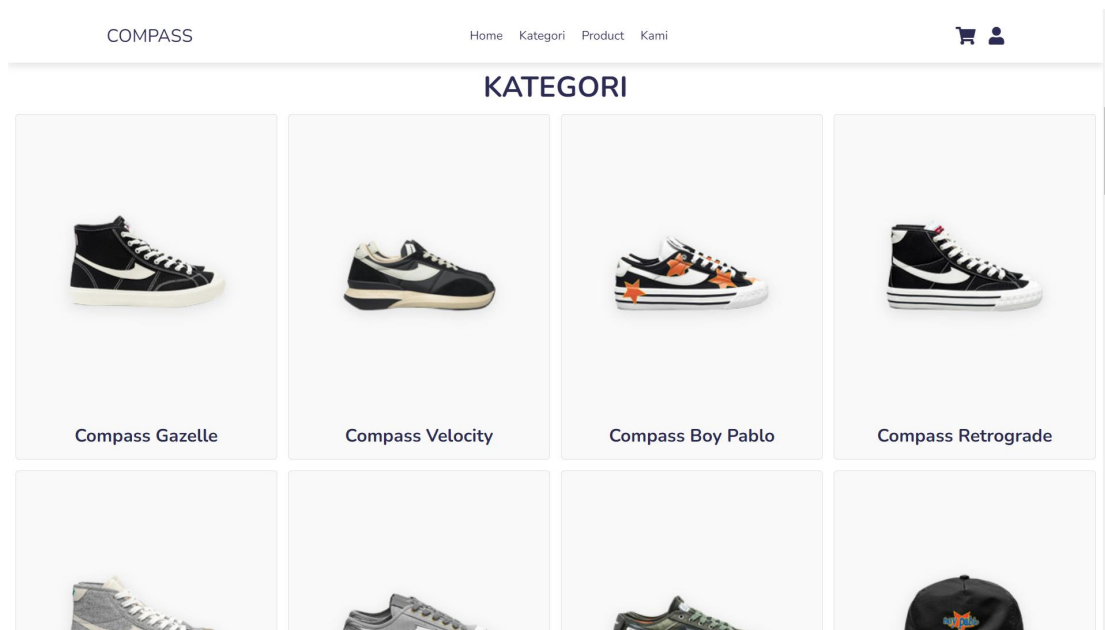 COMPASS
Home Kategori Product Kami
KATEGORI
Compass Gazelle
Compass Velocity
Compass Boy Pablo
Compass Retrograde